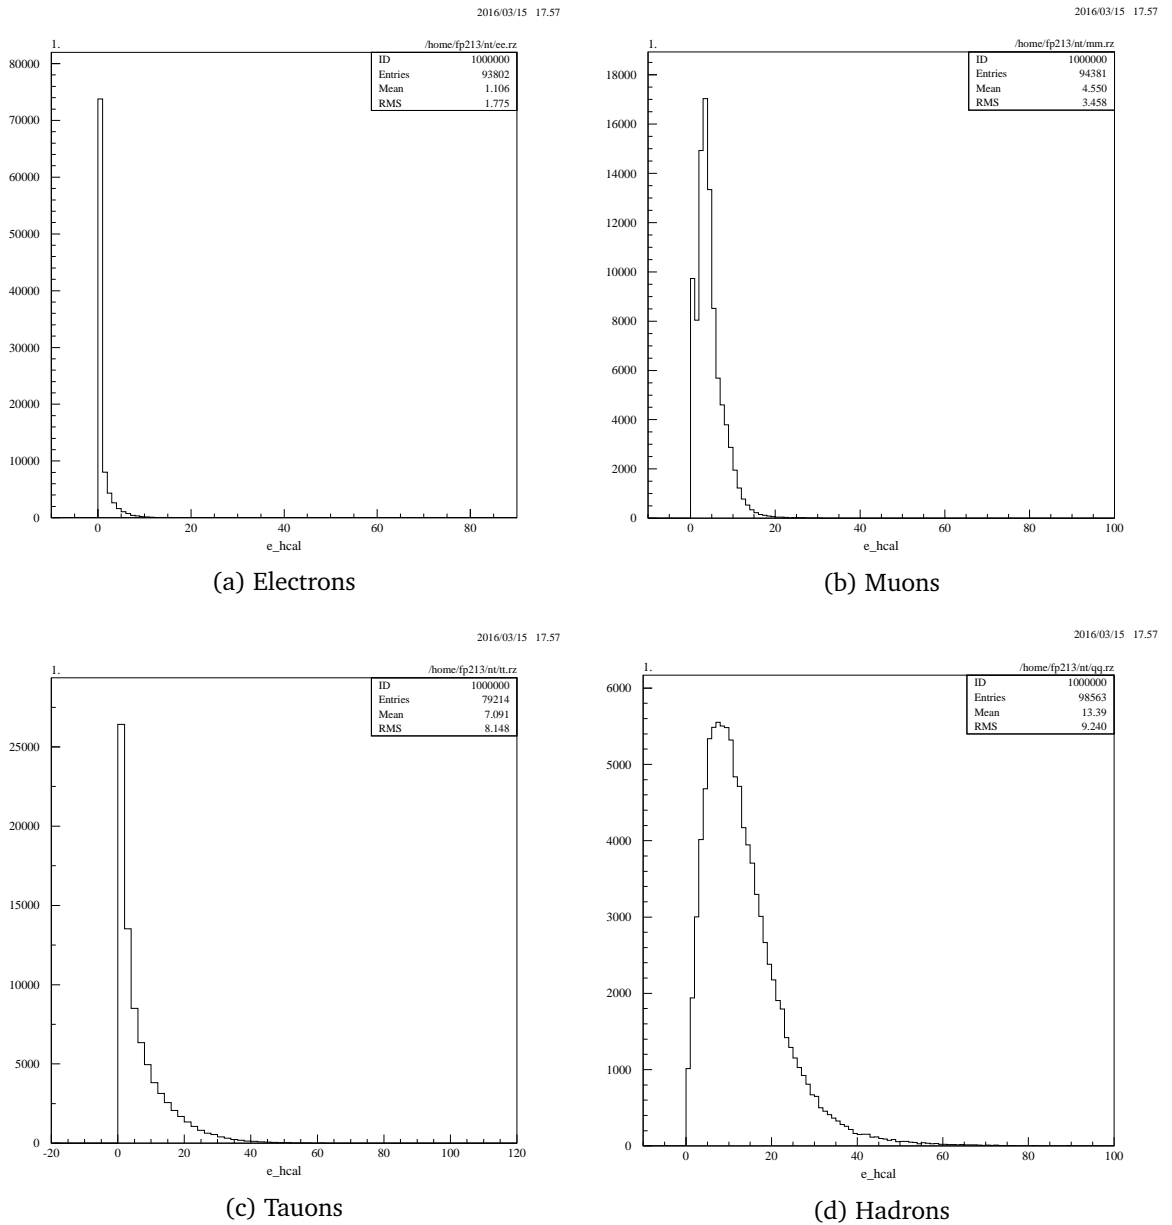 2016/03/15 17.57
1.
/home/fp213/nt/ee.rz
ID 1000000
Entries 93802
Mean 1.106
RMS 1.775
80000
70000
60000
50000
40000
30000
20000
10000
0
0 20 40 60 80
e_hcal
(a) Electrons
2016/03/15 17.57
1.
/home/fp213/nt/mm.rz
ID 1000000
Entries 94381
Mean 4.550
RMS 3.458
18000
16000
14000
12000
10000
8000
6000
4000
2000
0
0 20 40 60 80 100
e_hcal
(b) Muons
2016/03/15 17.57
1.
/home/fp213/nt/tt.rz
ID 1000000
Entries 79214
Mean 7.091
RMS 8.148
25000
20000
15000
10000
5000
0
-20 0 20 40 60 80 100 120
e_hcal
(c) Tauons
2016/03/15 17.57
1.
/home/fp213/nt/qq.rz
ID 1000000
Entries 98563
Mean 13.39
RMS 9.240
6000
5000
4000
3000
2000
1000
0
0 20 40 60 80 100
e_hcal
(d) Hadrons